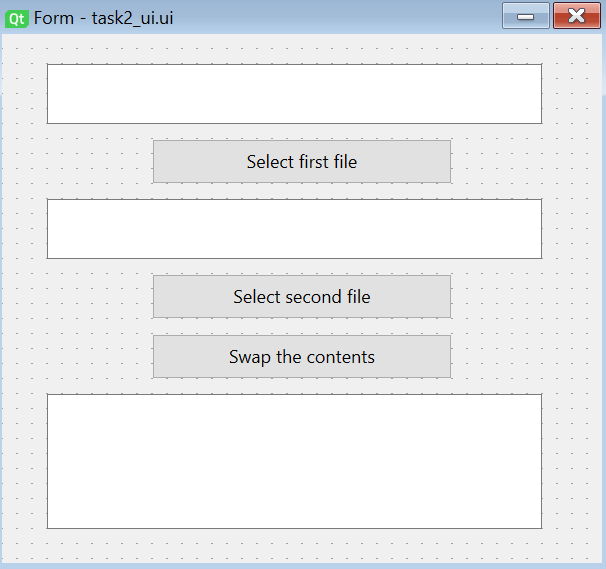 Qt Form - task2_ui.ui
Select first file
Select second file
Swap the contents